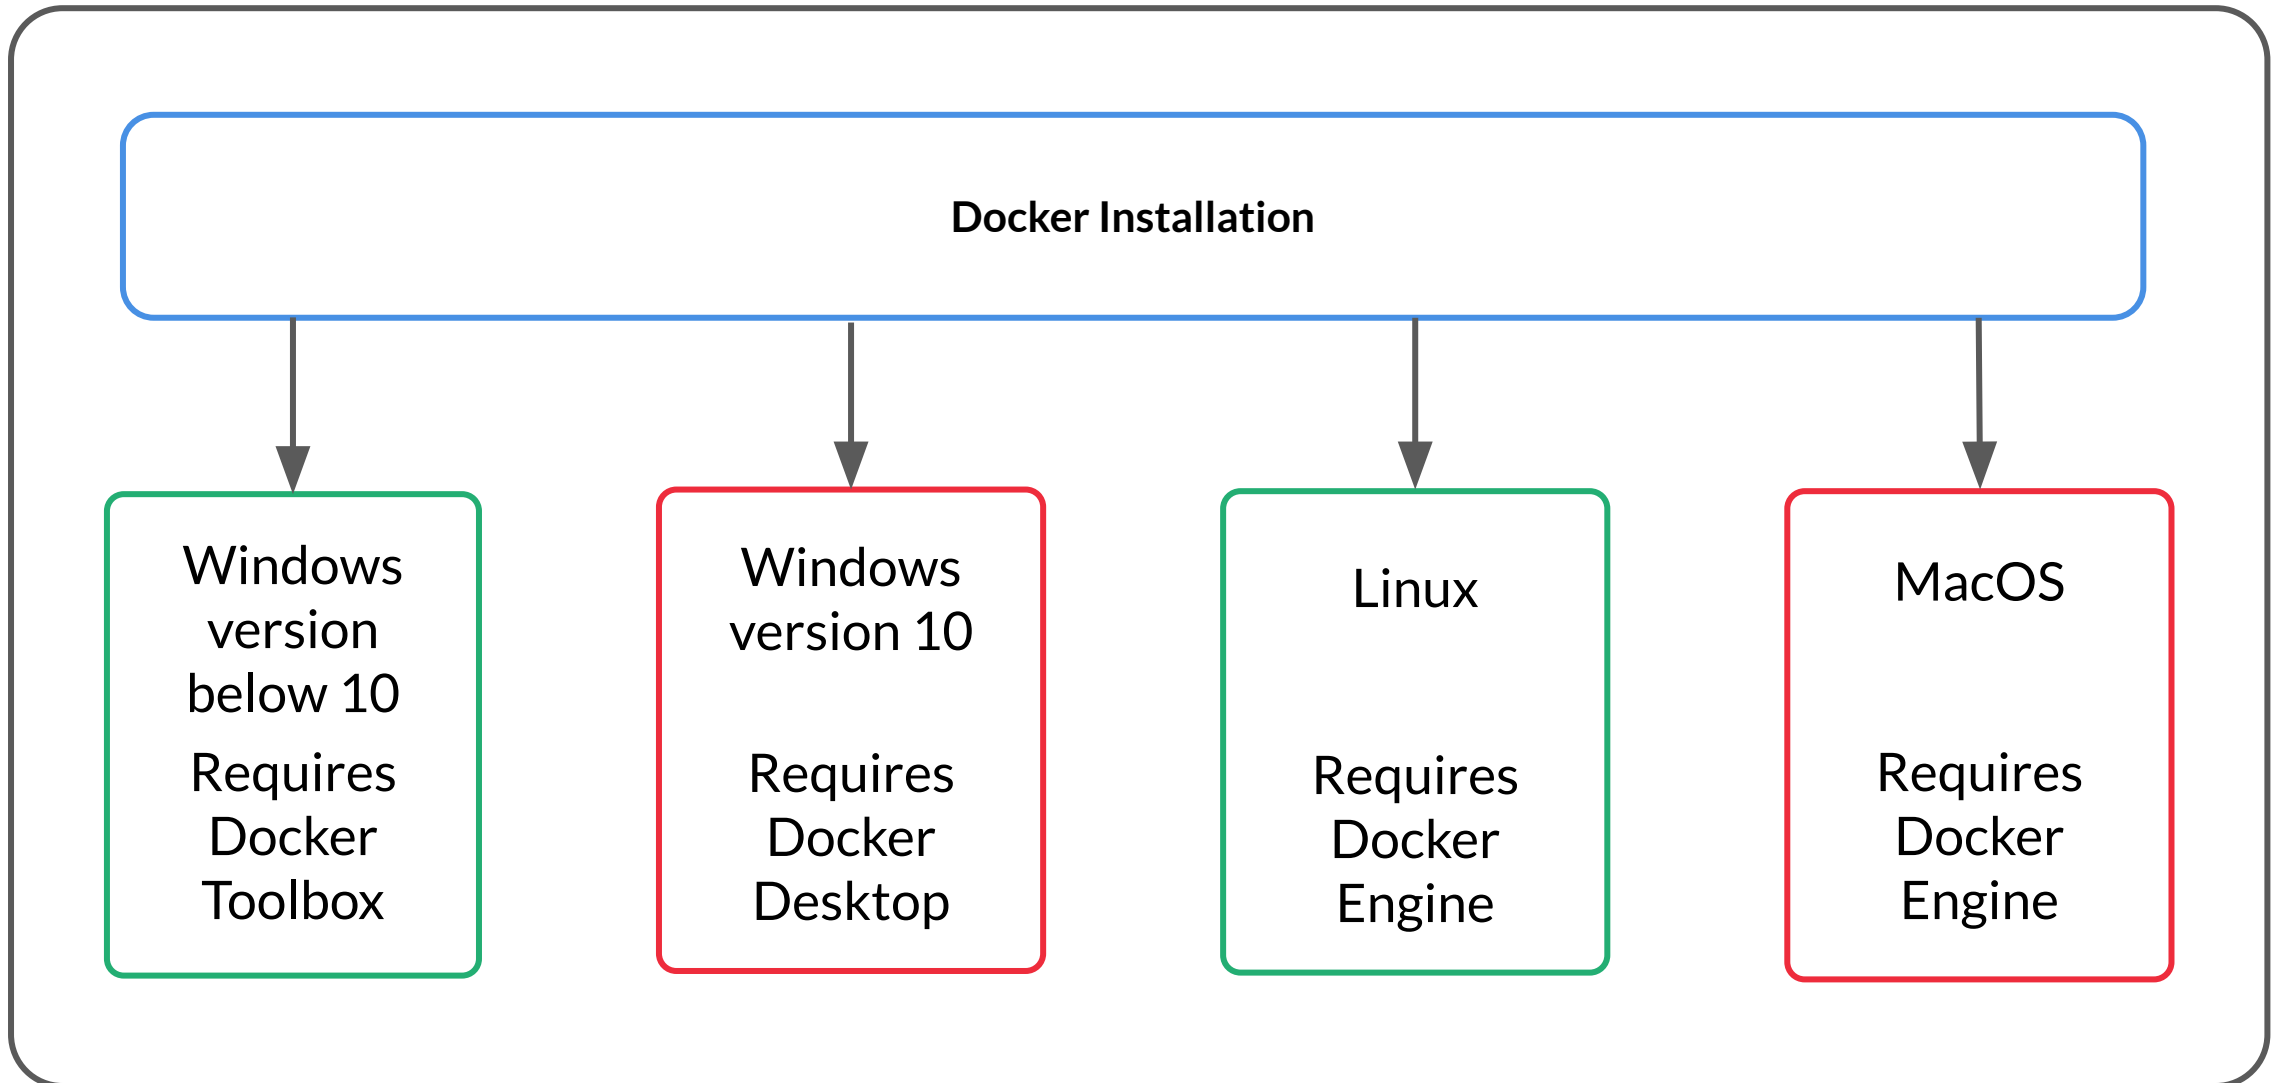 Docker Installation
Windows
version
below 10
Requires
Docker
Toolbox
Windows
version 10
Requires
Docker
Desktop
Linux
Requires
Docker
Engine
MacOS
Requires
Docker
Engine